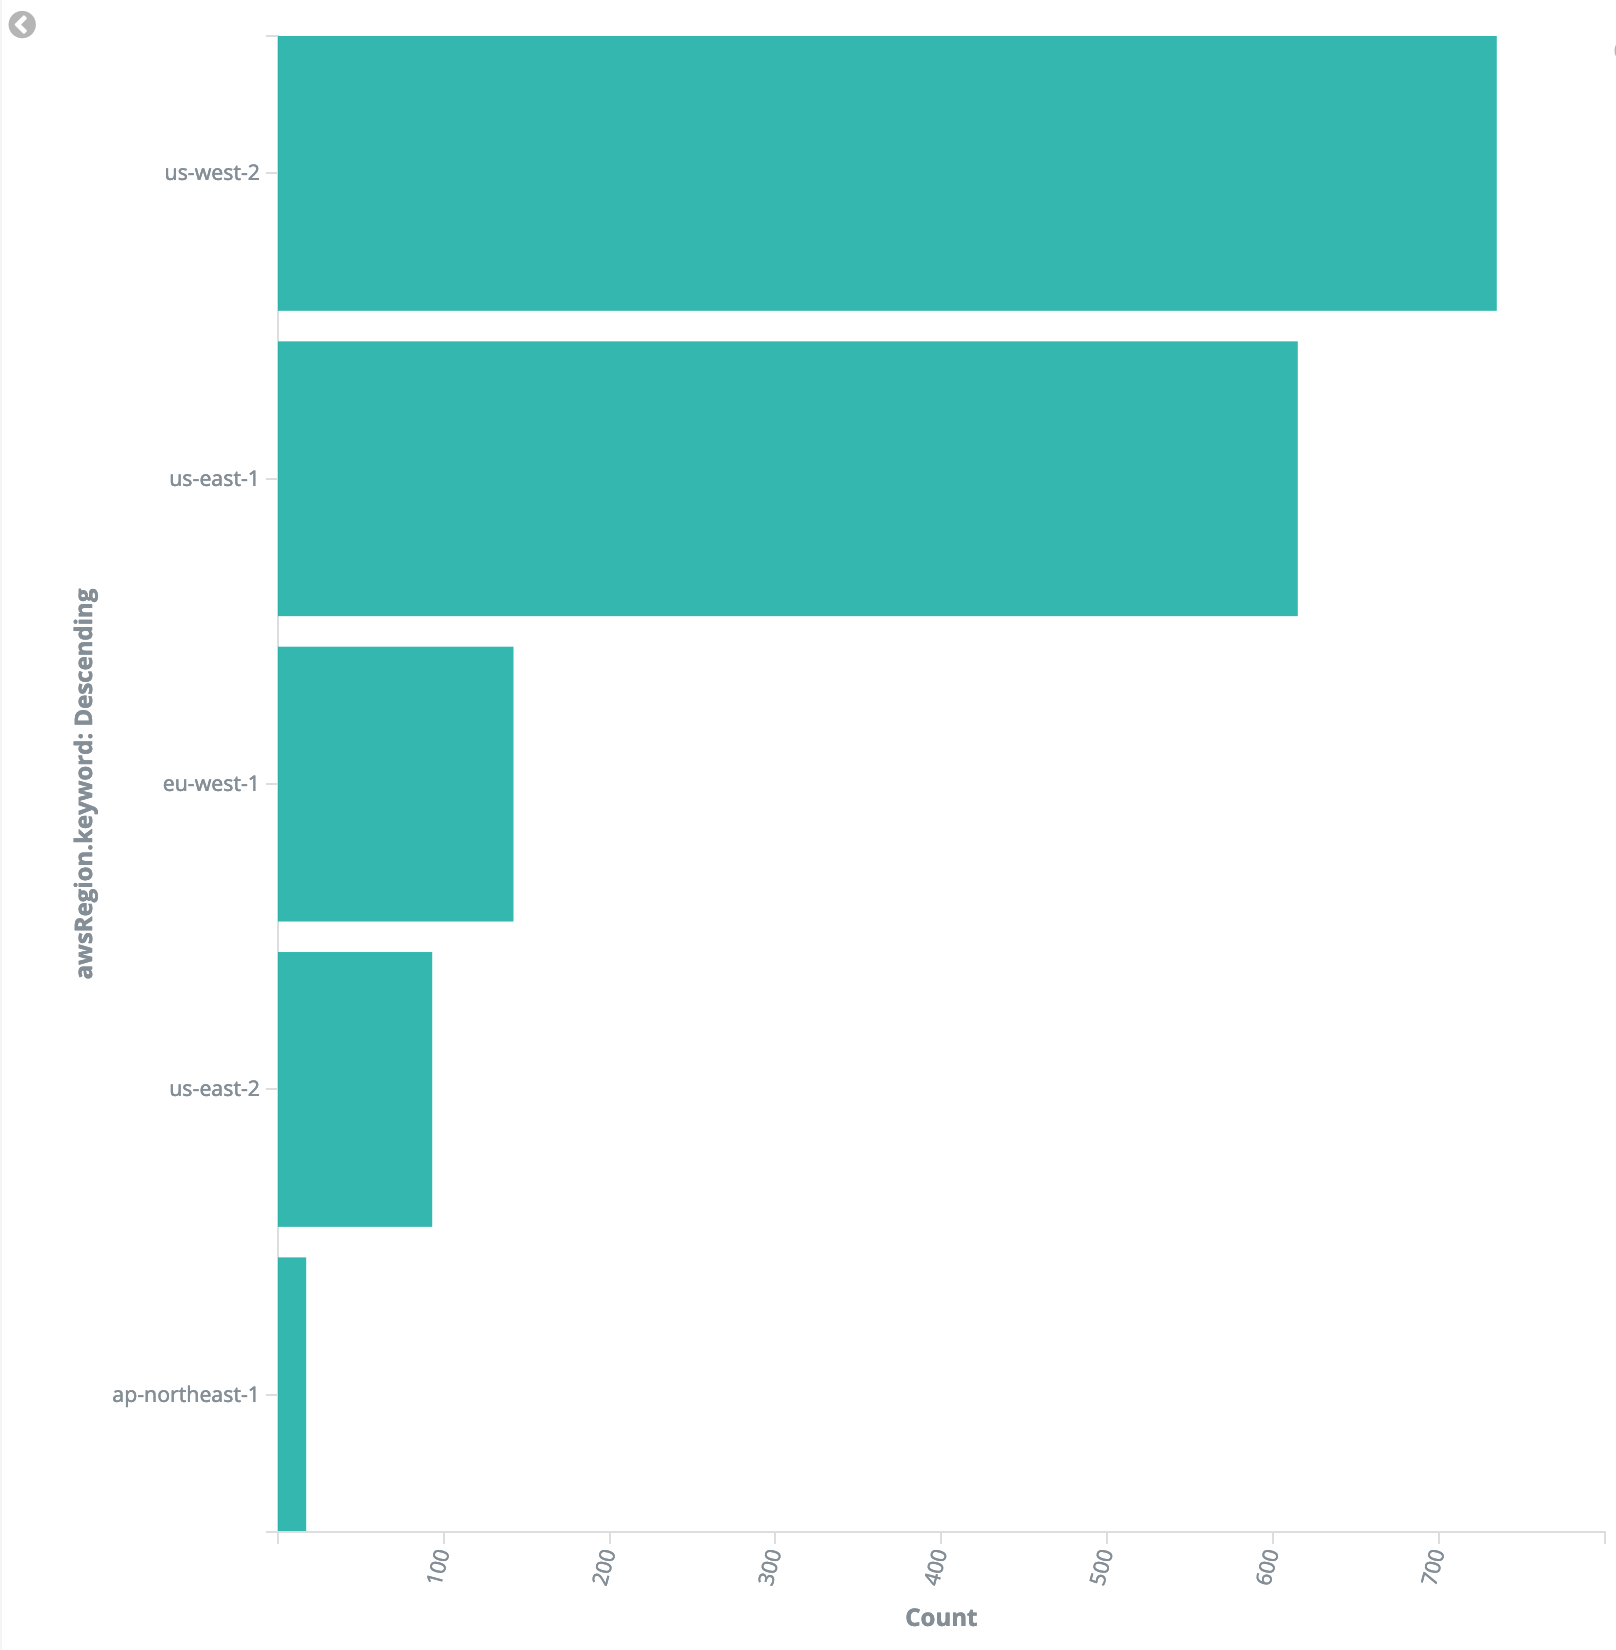 awsRegion.keyword: Descending
us-west-2
us-east-1
eu-west-1
us-east-2
ap-northeast-1
100
200
300
400
500
600
700
Count